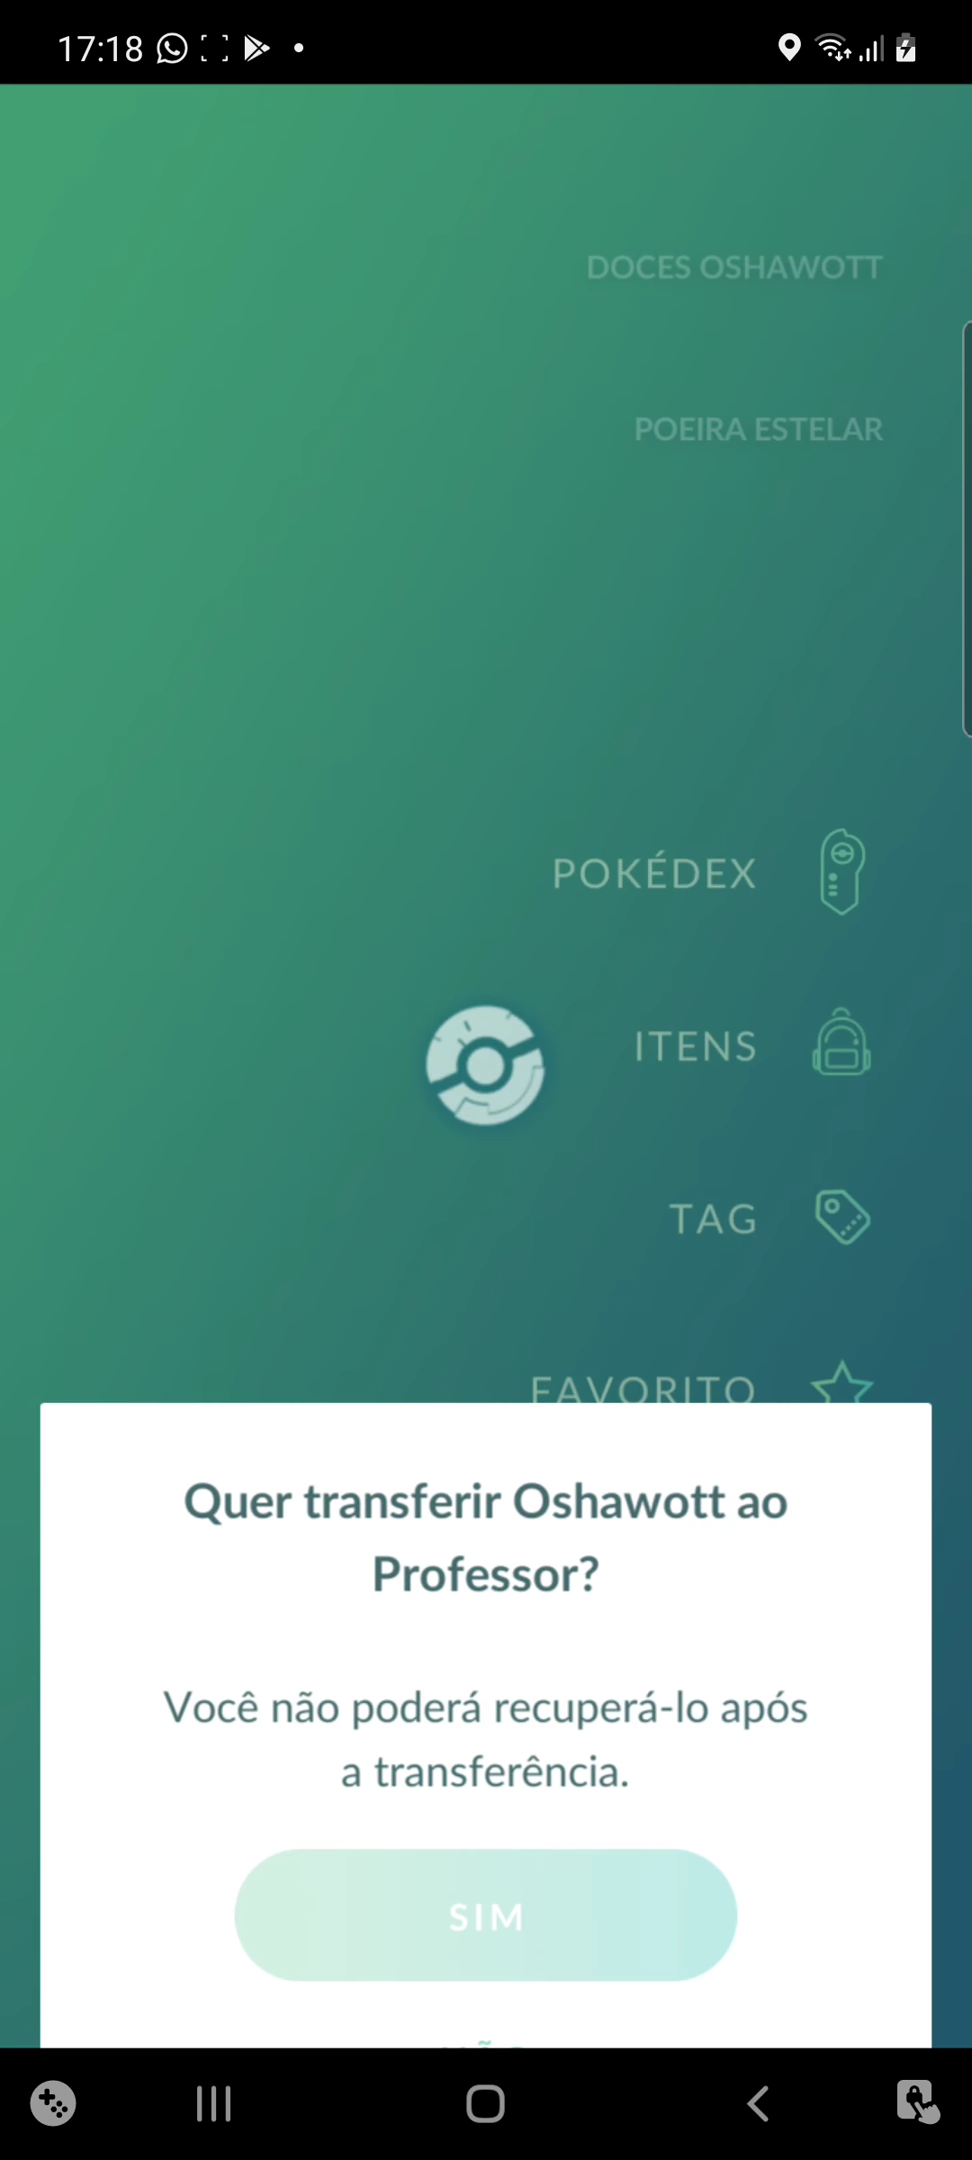 17:18
DOCES OSHAWOTT
POEIRA ESTELAR
POKÉDEX
ITENS
TAG
FAVORITO
Quer transferir Oshawott ao
Professor?
Você não poderá recuperá-lo após
a transferência.
SIM